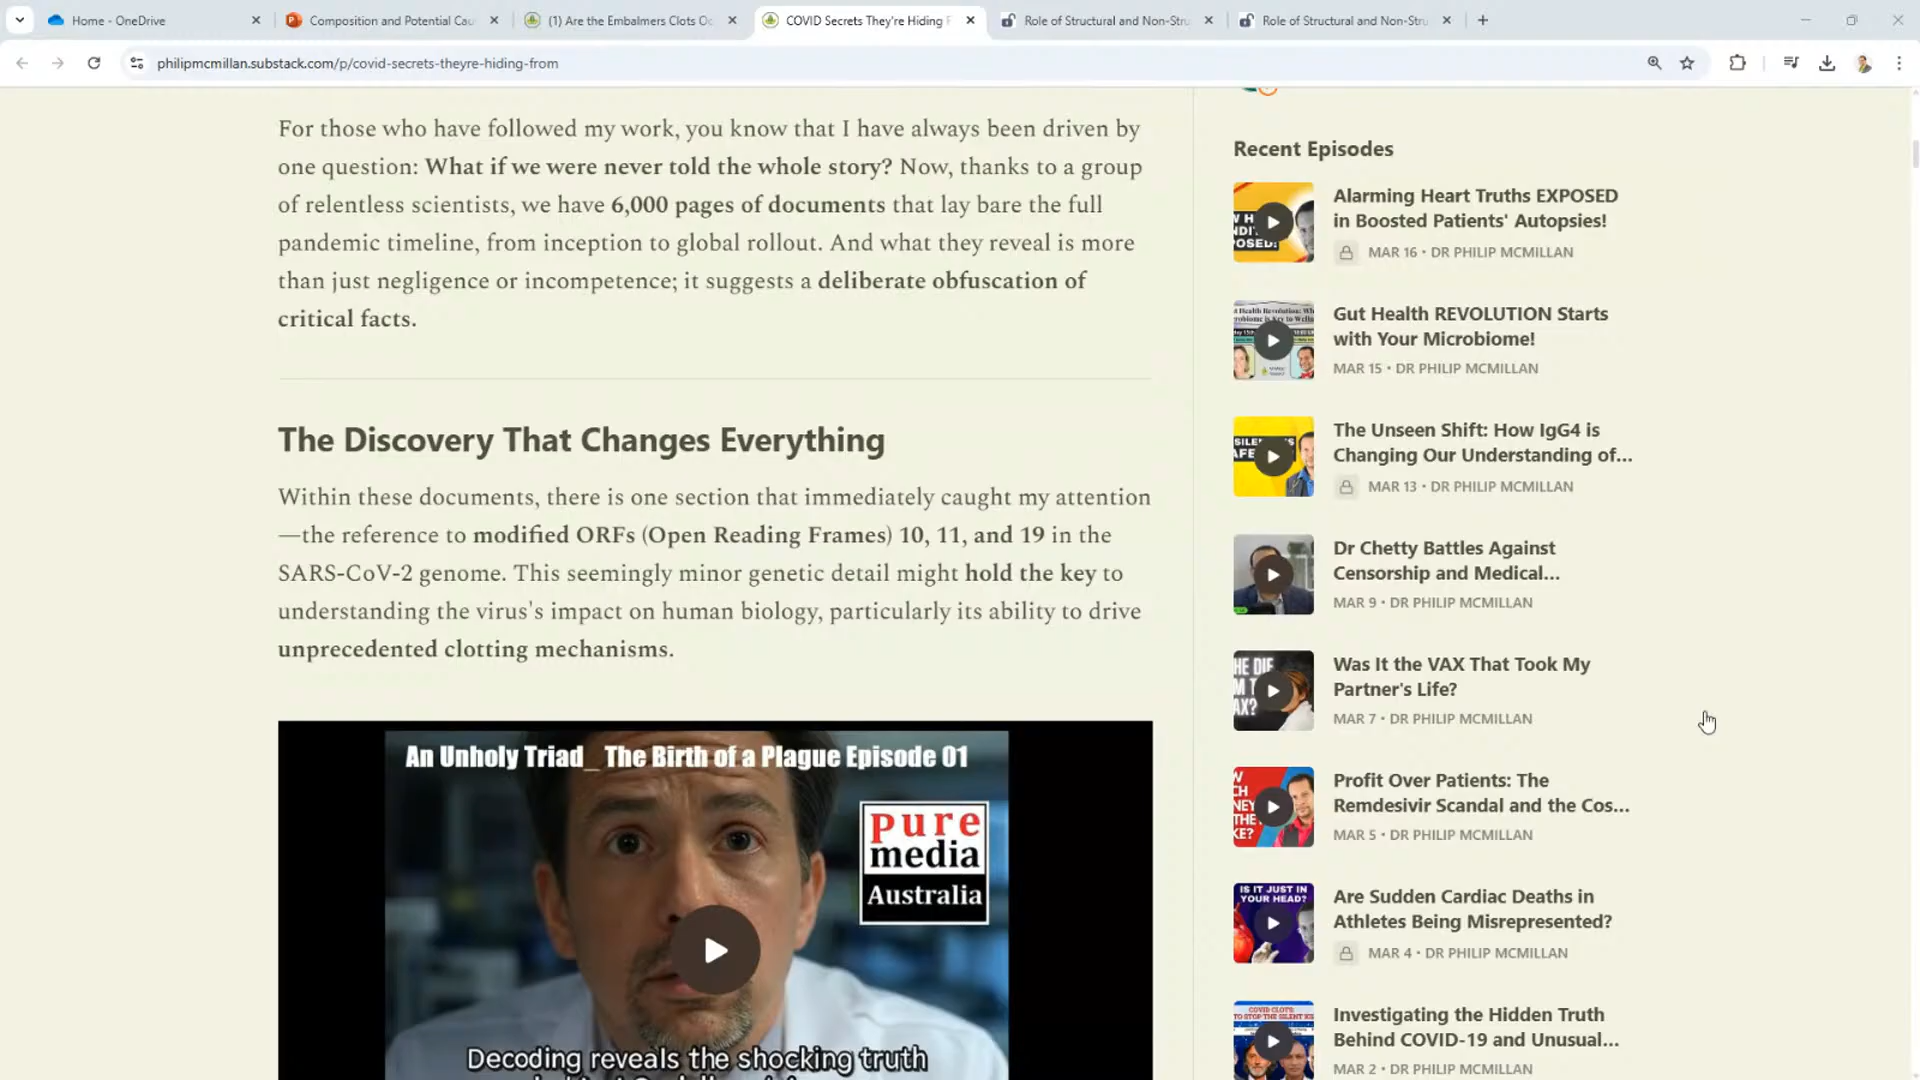 Home - OneDrive
Composition and Potential Cau
(1) Are the Embalmers Clots Oc
COVID Secrets They're Hiding F
Role of Structural and Non-Stru
Role of Structural and Non-Stru
philipmcmillan.substack.com/p/covid-secrets-theyre-hiding-from
For those who have followed my work, you know that I have always been driven by
one question: What if we were never told the whole story? Now, thanks to a group
of relentless scientists, we have 6,000 pages of documents that lay bare the full
pandemic timeline, from inception to global rollout. And what they reveal is more
than just negligence or incompetence; it suggests a deliberate obfuscation of
critical facts.
The Discovery That Changes Everything
Within these documents, there is one section that immediately caught my attention
—the reference to modified ORFs (Open Reading Frames) 10, 11, and 19 in the
SARS-CoV-2 genome. This seemingly minor genetic detail might hold the key to
understanding the virus's impact on human biology, particularly its ability to drive
unprecedented clotting mechanisms.
An Unholy Triad_ The Birth of a Plague Episode 01
pure
media
Australia
Decoding reveals the shocking truth
Recent Episodes
Alarming Heart Truths EXPOSED
in Boosted Patients' Autopsies!
MAR 16 • DR PHILIP MCMILLAN
Gut Health REVOLUTION Starts
with Your Microbiome!
MAR 15 • DR PHILIP MCMILLAN
The Unseen Shift: How IgG4 is
Changing Our Understanding of...
MAR 13 • DR PHILIP MCMILLAN
Dr Chetty Battles Against
Censorship and Medical...
MAR 9 • DR PHILIP MCMILLAN
Was It the VAX That Took My
Partner's Life?
MAR 7 • DR PHILIP MCMILLAN
Profit Over Patients: The
Remdesivir Scandal and the Cos...
MAR 5 • DR PHILIP MCMILLAN
IS IT JUST IN
YOUR HEAD?
Are Sudden Cardiac Deaths in
Athletes Being Misrepresented?
MAR 4 • DR PHILIP MCMILLAN
COVID CLOTS:
Investigating the Hidden Truth
Behind COVID-19 and Unusual...
MAR 2 • DR PHILIP MCMILLAN